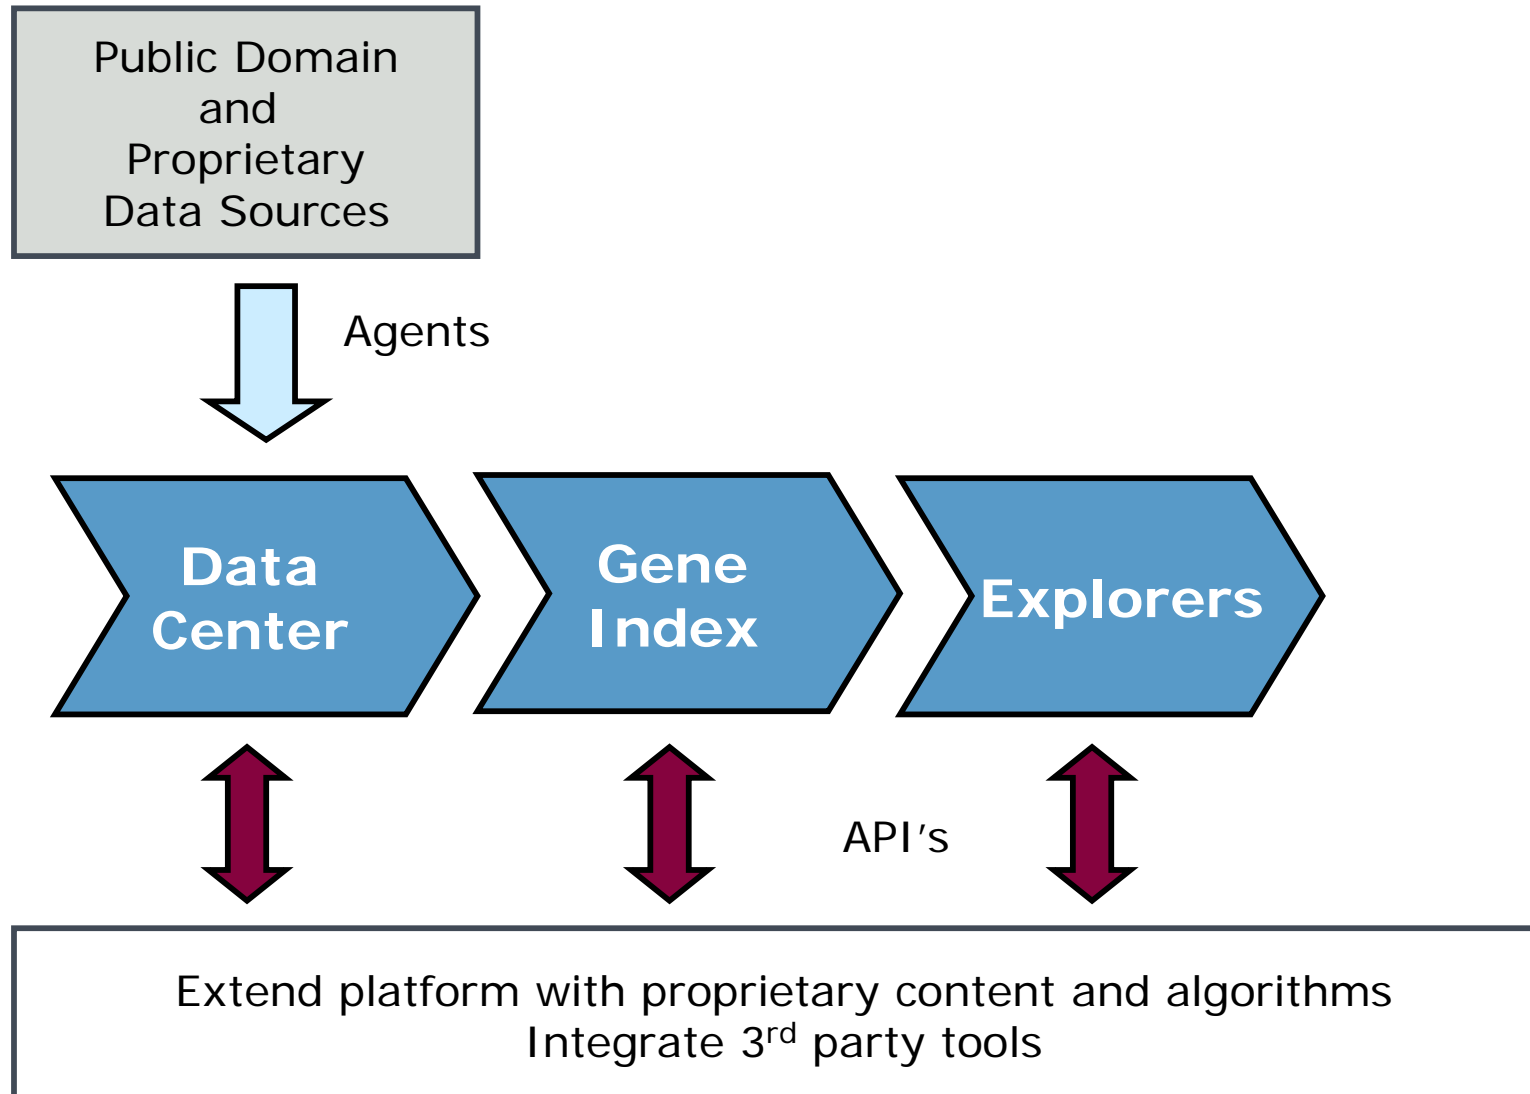 Public Domain
and
Proprietary
Data Sources
Agents
Data
Center
Gene
Index
Explorers
API's
Extend platform with proprietary content and algorithms
Integrate 3rd party tools